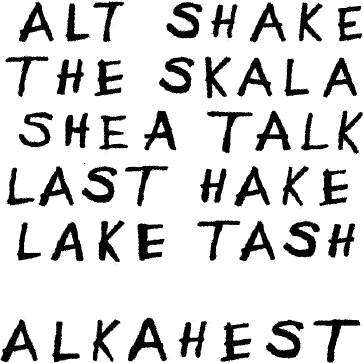 ALT SHAKE
THE SKALA
SHEA TALK
LAST HAKE
LAKE TASH
ALKAHEST